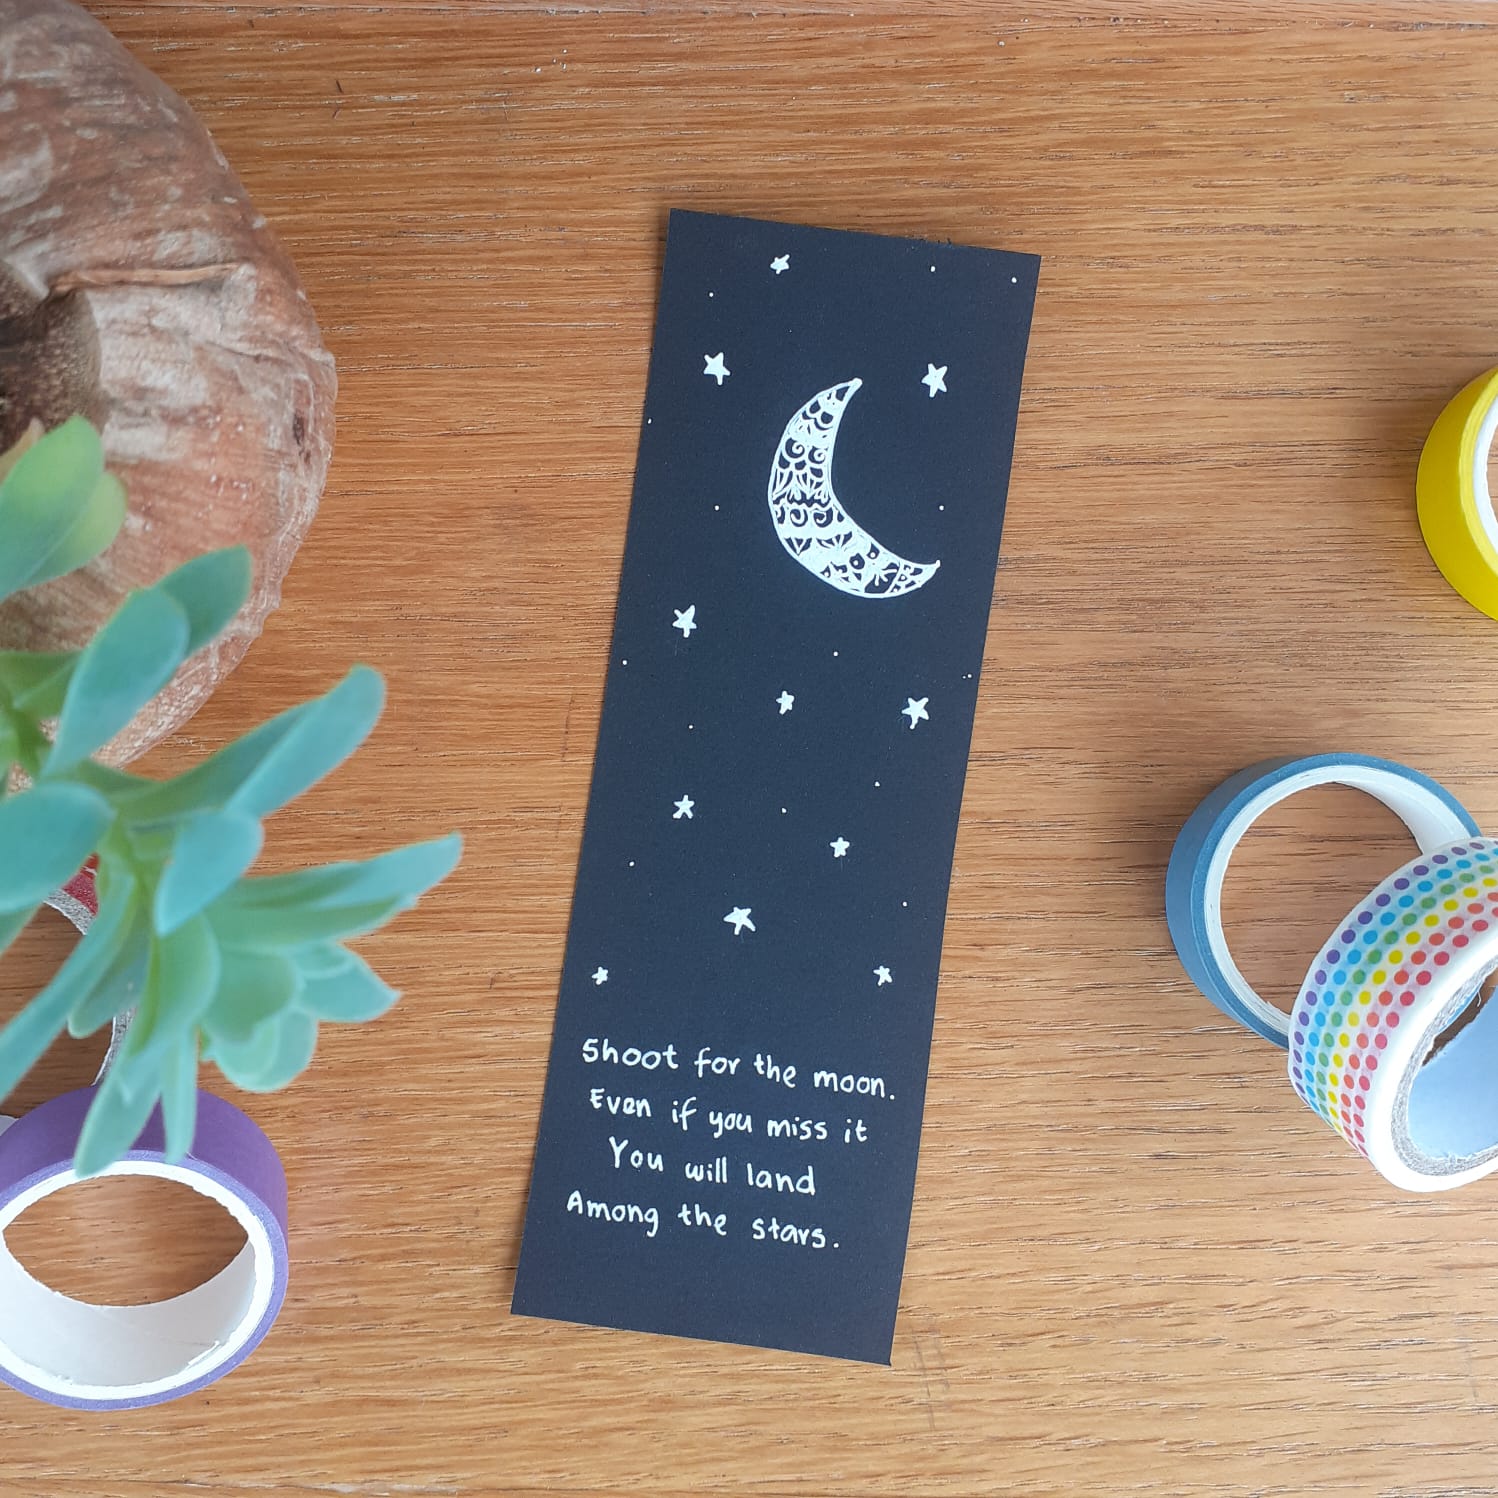 Shoot for the moon.
Even if you miss it
You will land
Among the stars.